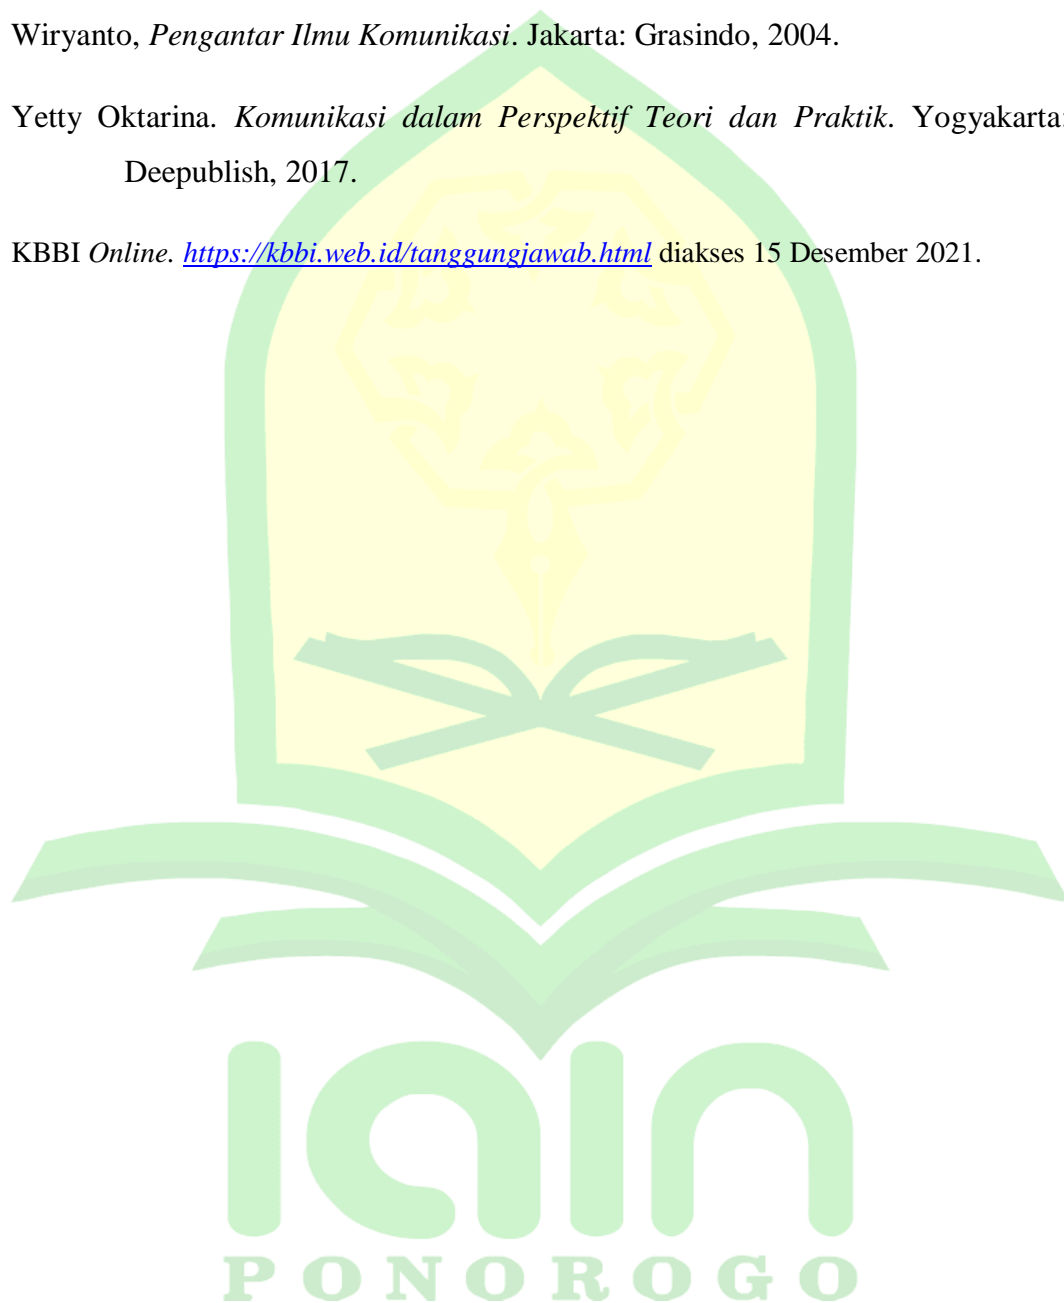 Wiryanto, Pengantar Ilmu Komunikasi. Jakarta: Grasindo, 2004.
Yetty Oktarina. Komunikasi dalam Perspektif Teori dan Praktik. Yogyakarta:
Deepublish, 2017.
KBBI Online. https://kbbi.web.id/tanggungjawab.html diakses 15 Desember 2021.
IAIN
PONOROGO